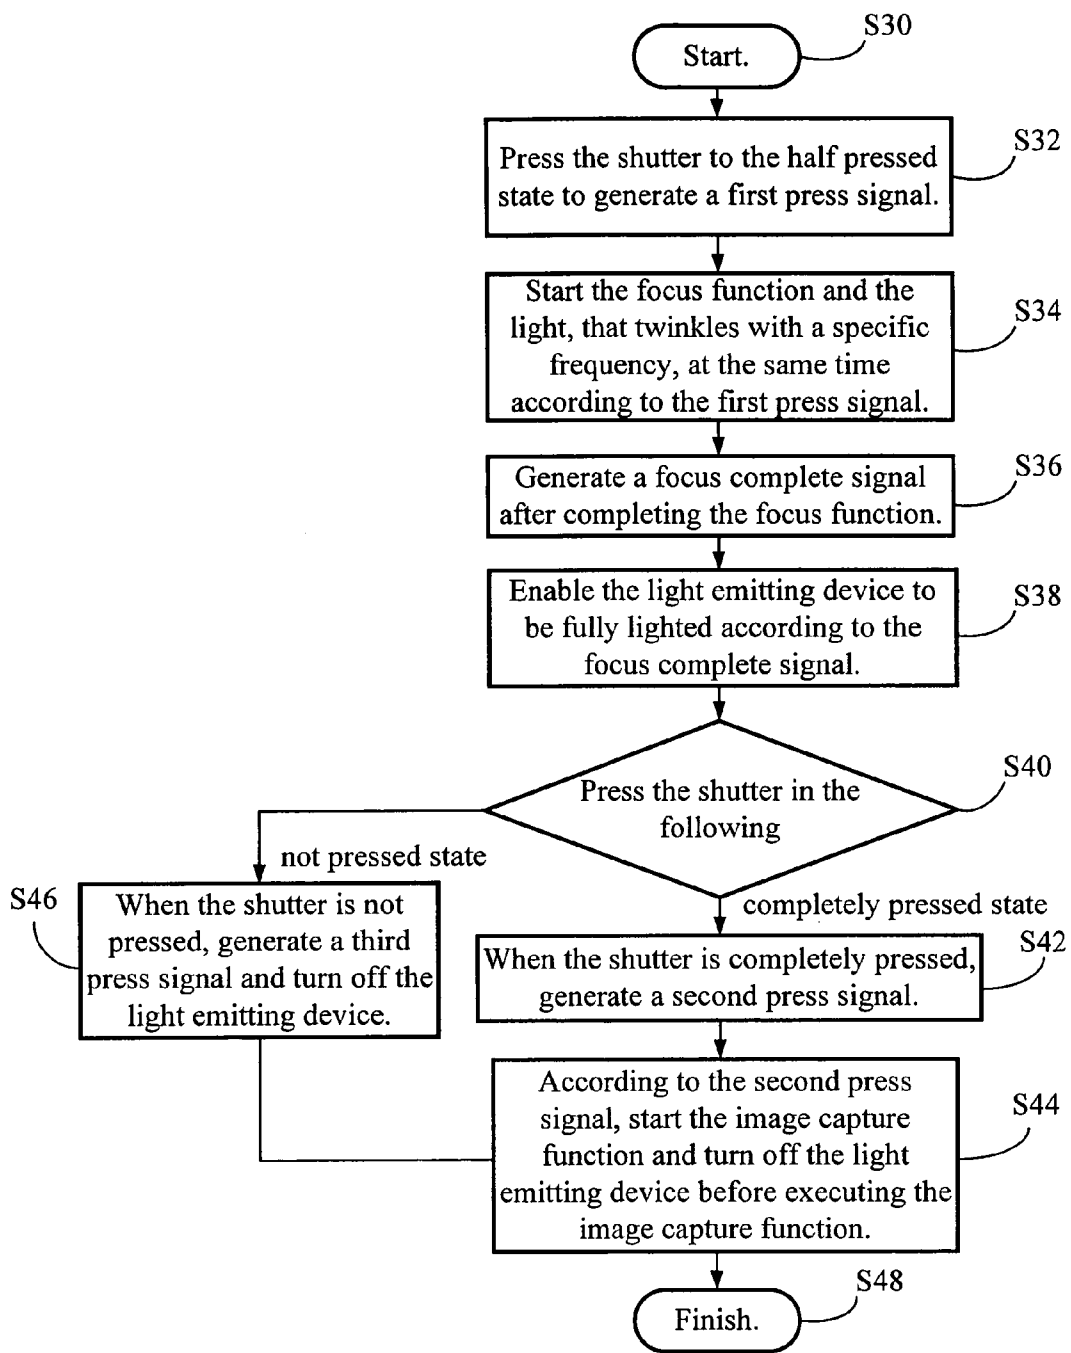 S30
Start.
S32
Press the shutter to the half pressed
state to generate a first press signal.
S34
Start the focus function and the
light, that twinkles with a specific
frequency, at the same time
according to the first press signal.
S36
Generate a focus complete signal
after completing the focus function.
S38
Enable the light emitting device to
be fully lighted according to the
focus complete signal.
S40
Press the shutter in the
following
not pressed state
completely pressed state
S46
When the shutter is not
pressed, generate a third
press signal and turn off the
light emitting device.
S42
When the shutter is completely pressed,
generate a second press signal.
S44
According to the second press
signal, start the image capture
function and turn off the light
emitting device before executing the
image capture function.
S48
Finish.